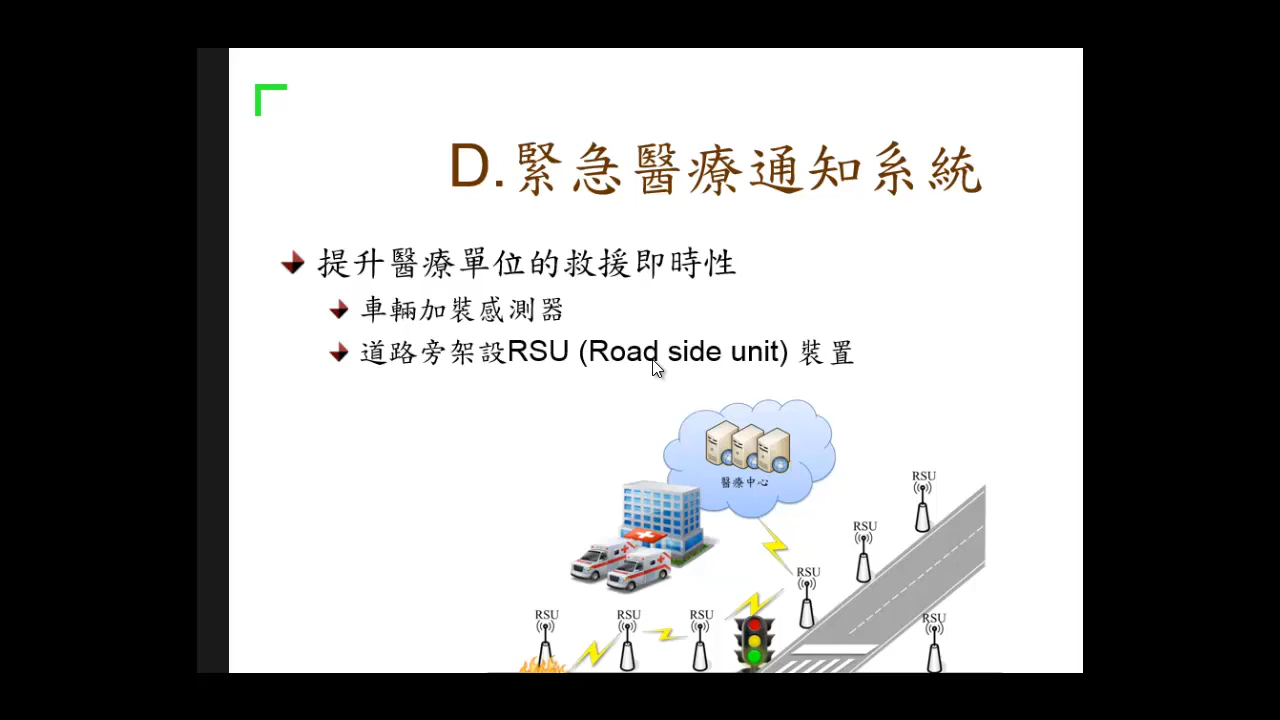 D.緊急醫療通知系統
提升醫療單位的救援即時性
車輛加裝感測器
道路旁架設RSU (Road side unit) 裝置
醫療中心
RSU
RSU
RSU
RSU
RSU
RSU
RSU